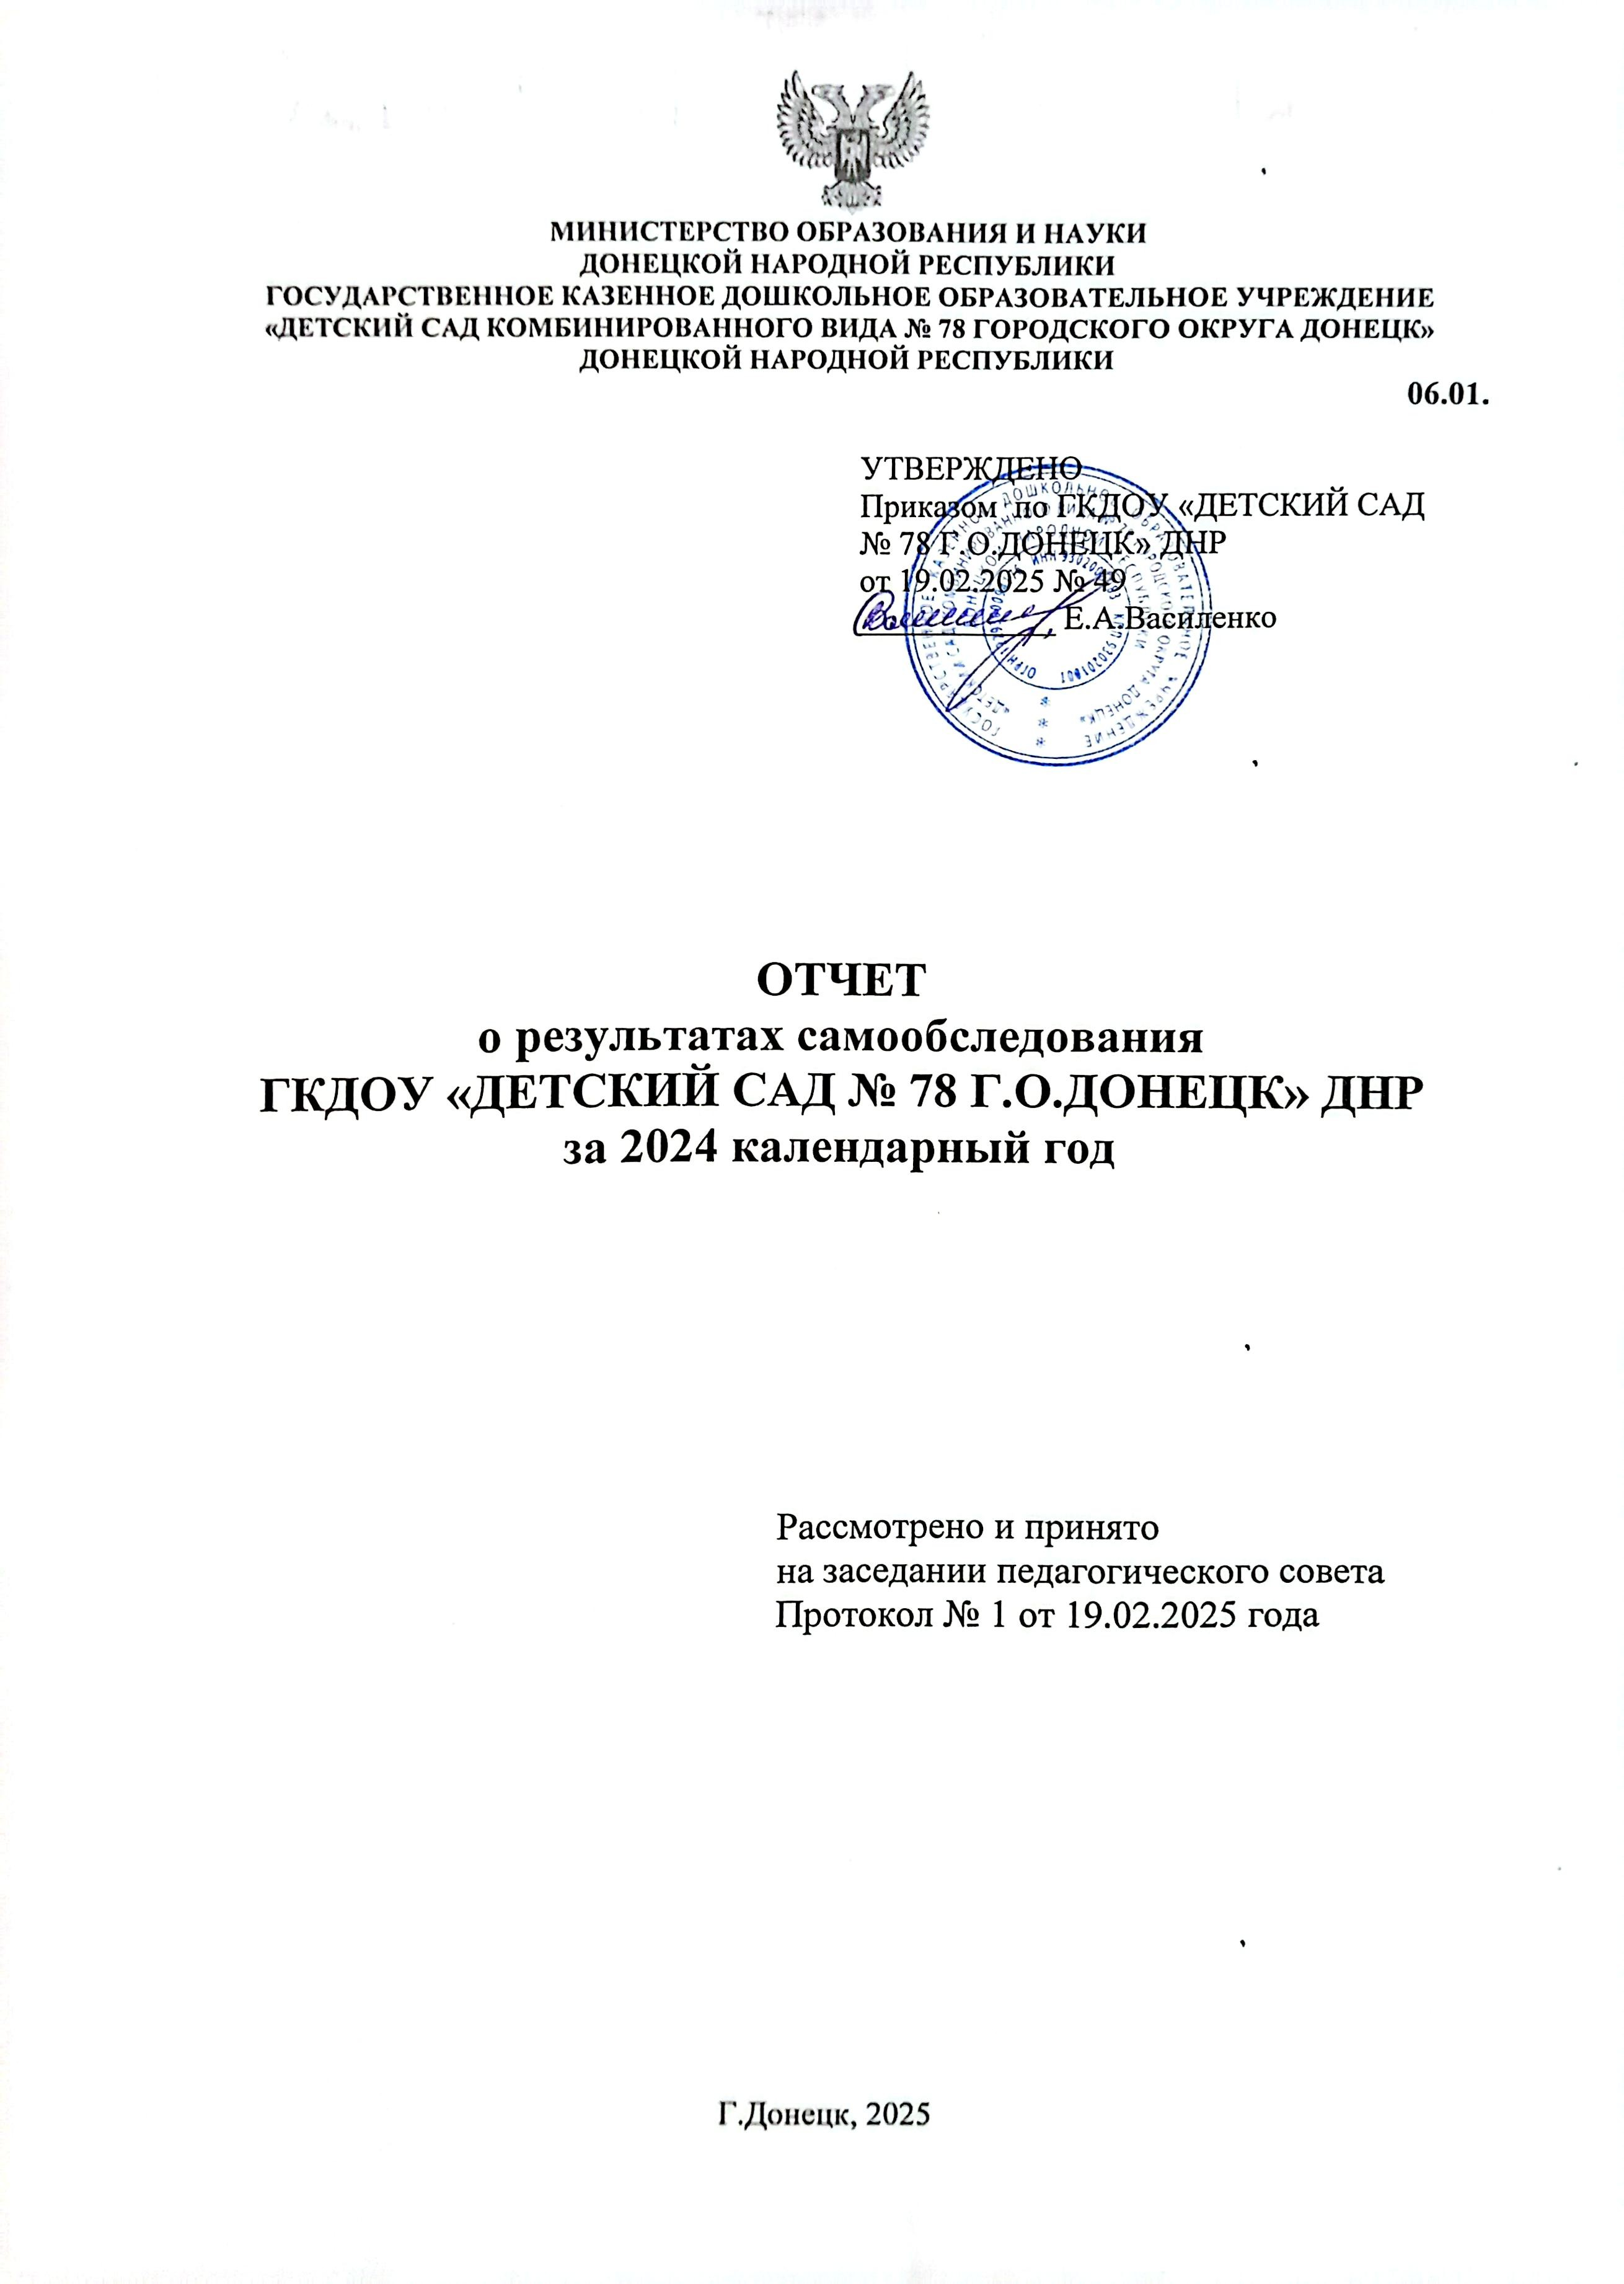 МИНИСТЕРСТВО ОБРАЗОВАНИЯ И НАУКИ
ДОНЕЦКОЙ НАРОДНОЙ РЕСПУБЛИКИ
ГОСУДАРСТВЕННОЕ КАЗЕННОЕ ДОШКОЛЬНОЕ ОБРАЗОВАТЕЛЬНОЕ УЧРЕЖДЕНИЕ
«ДЕТСКИЙ САД КОМБИНИРОВАННОГО ВИДА № 78 ГОРОДСКОГО ОКРУГА ДОНЕЦК»
ДОНЕЦКОЙ НАРОДНОЙ РЕСПУБЛИКИ
06.01.
УТВЕРЖДЕНО
Приказом по ГКДОУ «ДЕТСКИЙ САД
№ 78 Г.О.ДОНЕЦК» ДНР
от 19.02.2025 № 49
Е.А.Василенко
ОТЧЕТ
о результатах самообследования
ГКДОУ «ДЕТСКИЙ САД № 78 Г.О.ДОНЕЦК» ДНР
за 2024 календарный год
Рассмотрено и принято
на заседании педагогического совета
Протокол № 1 от 19.02.2025 года
Г.Донецк, 2025